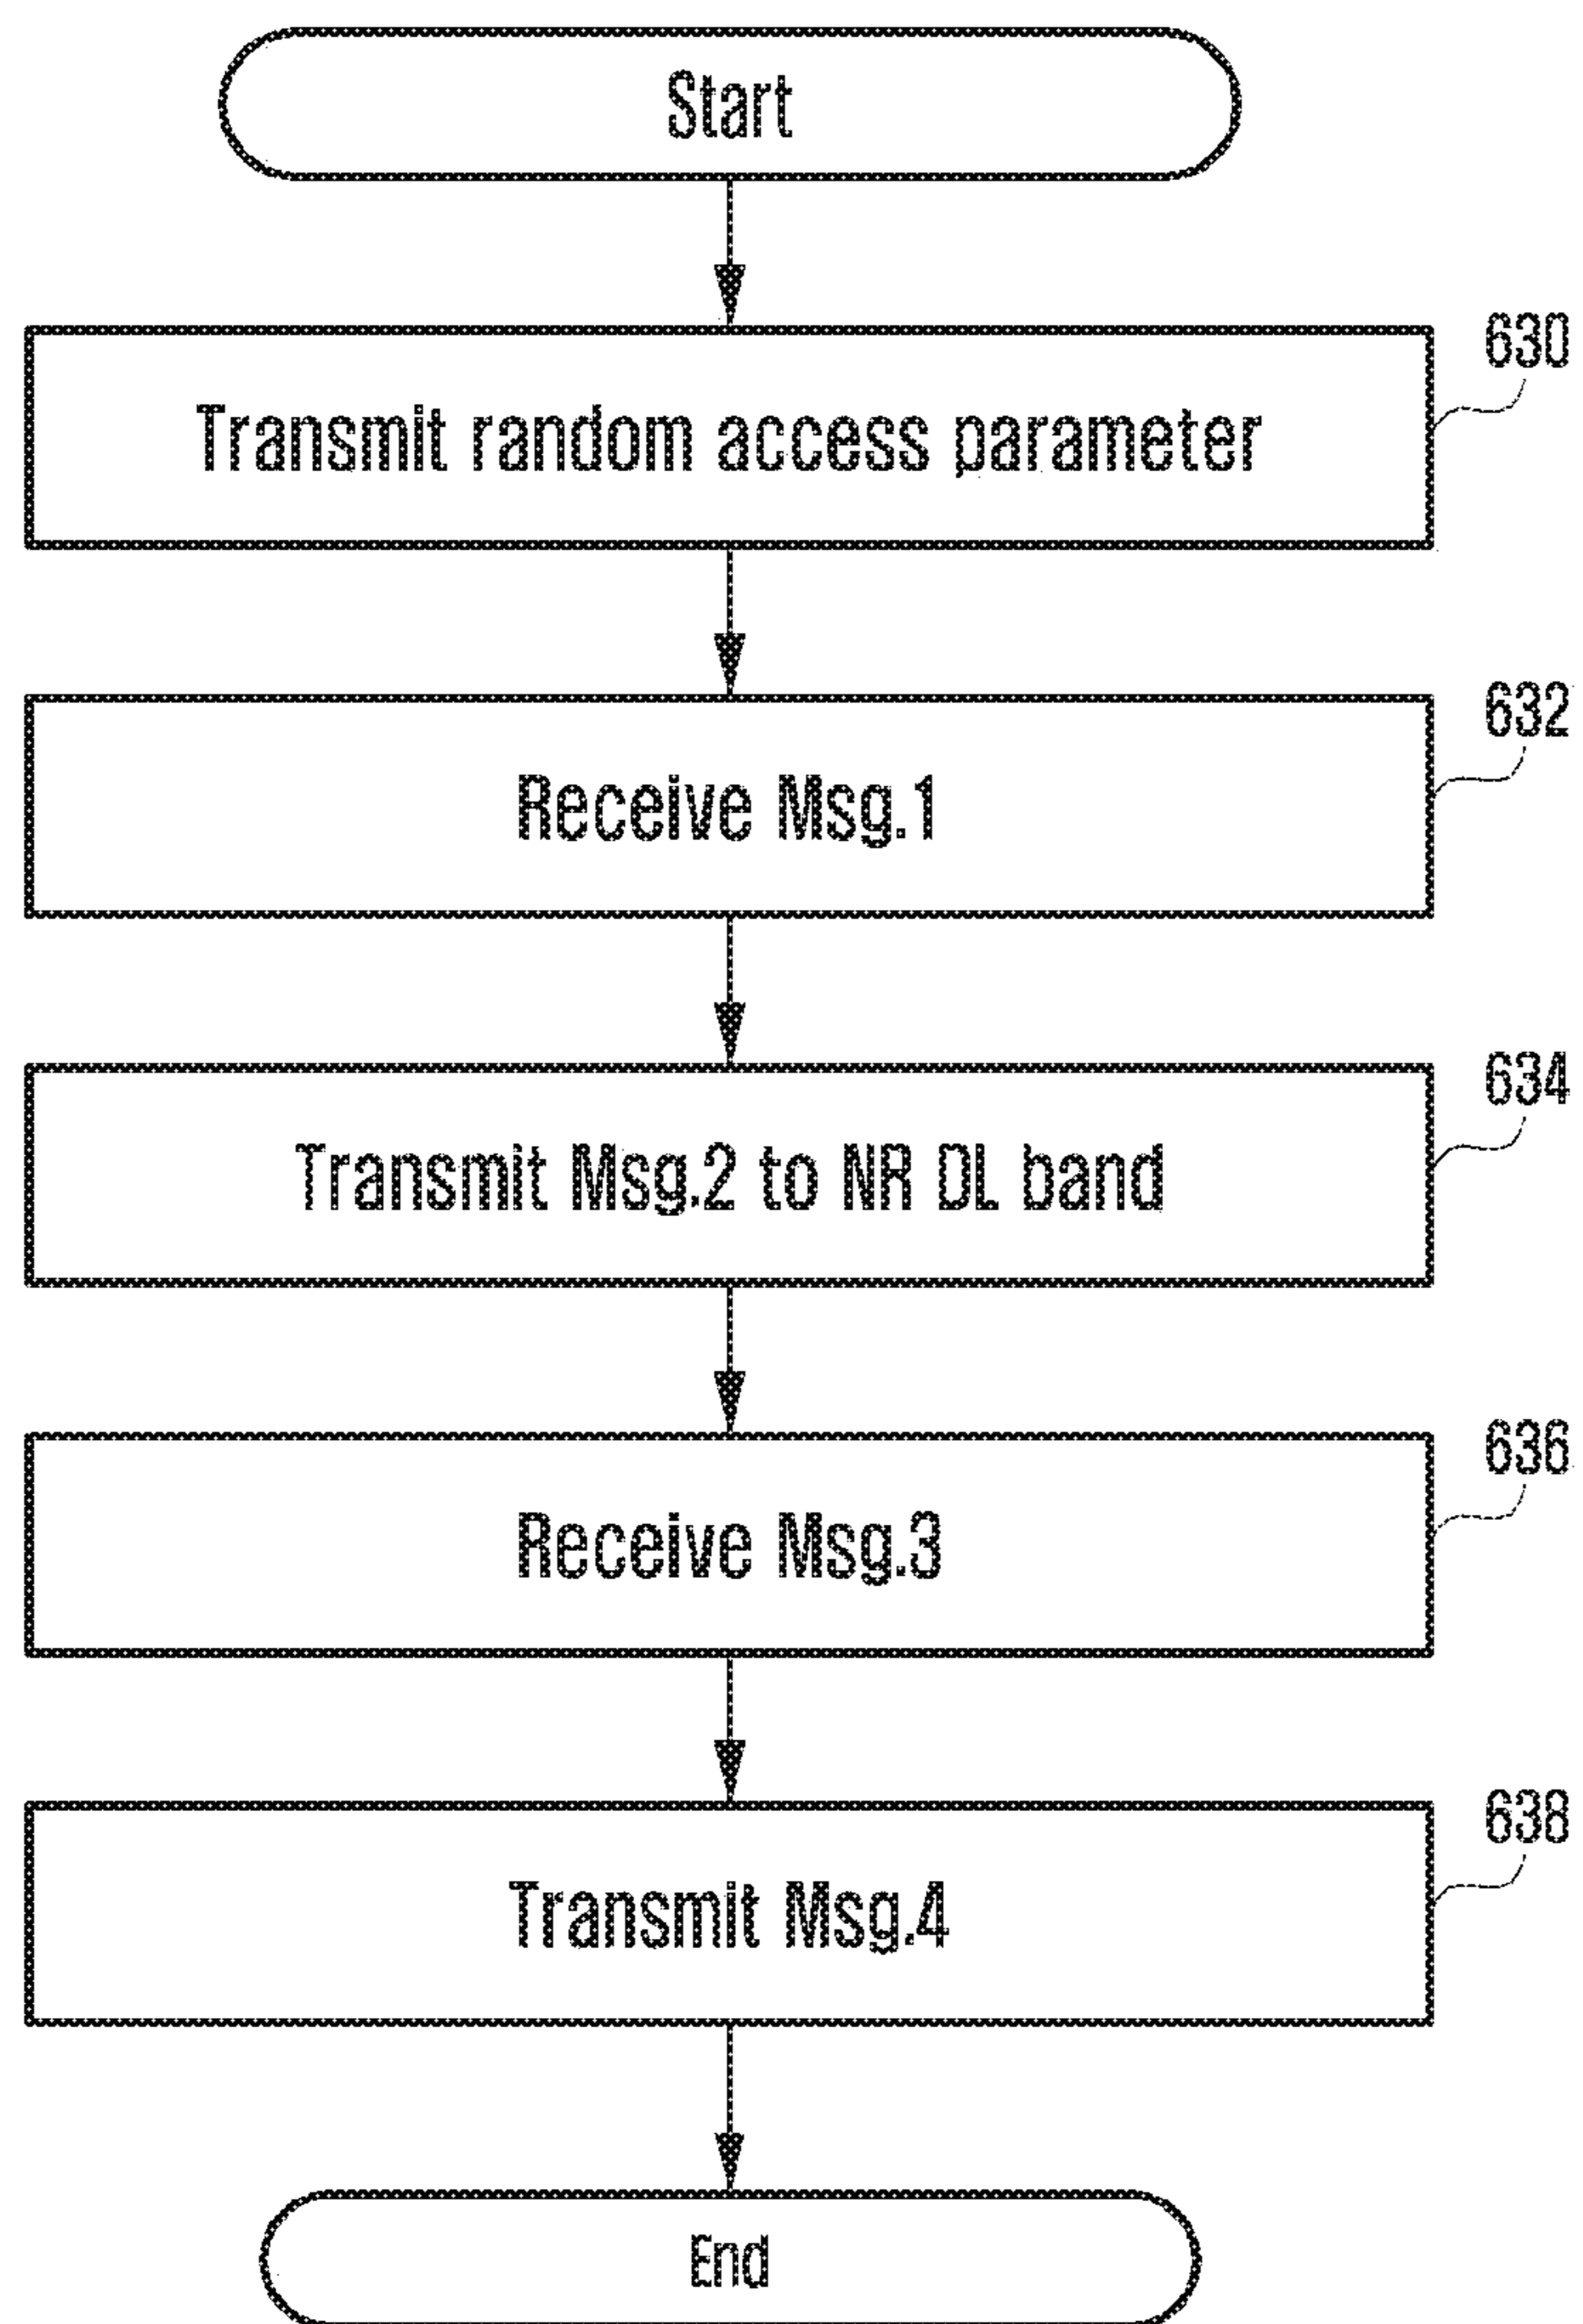 Start
630
Transmit random access parameter
632
Receive Msg.1
634
Transmit Msg.2 to NR DL band
636
Receive Msg.3
638
Transmit Msg.4
End